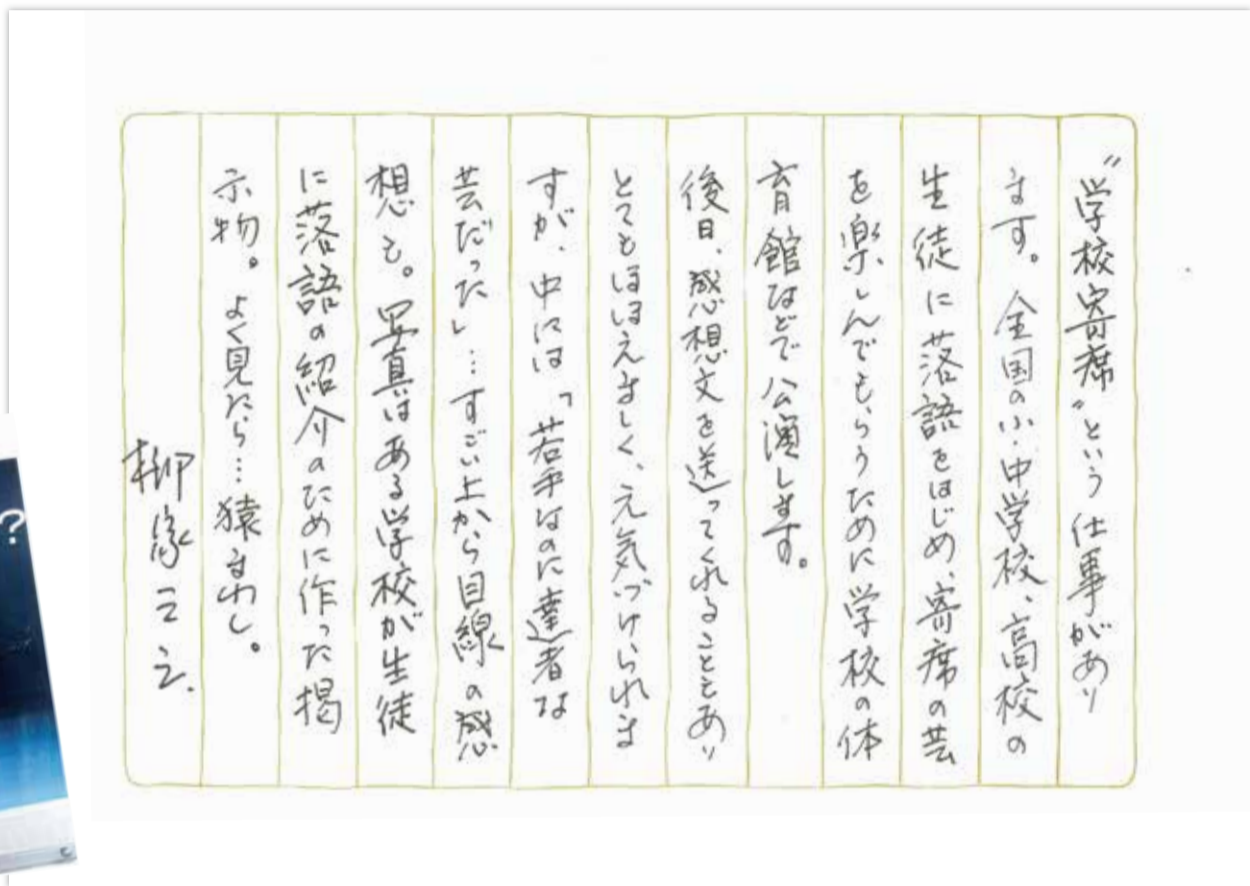 〝学校寄席〟という仕事があり
ます。全国の小・中学校、高校の
生徒に落語をはじめ、寄席の芸
を楽しんでもらうために学校の体
育館などで公演します。
後日、感想文を送ってくれることもあり
とてもほほえましく、元気づけられま
すが、中には「若手なのに達者な
芸だった」…すごい上から目線の感
想も。写真はある学校が生徒
に落語の紹介のために作った掲
示物。よく見たら…猿まわし。
柳家三之.
?